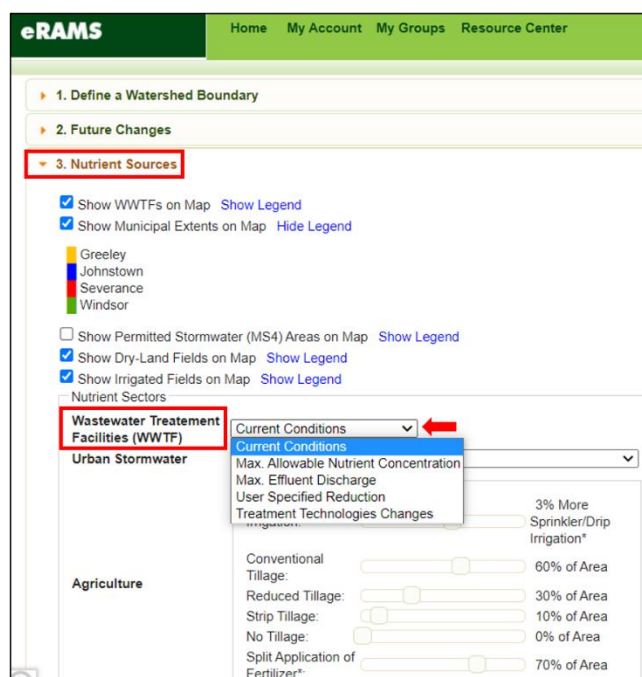 eRAMS
Home My Account My Groups Resource Center
1. Define a Watershed Boundary
2. Future Changes
3. Nutrient Sources
Show WWTFs on Map Show Legend
Show Municipal Extents on Map Hide Legend
Greeley
Johnstown
Severance
Windsor
Show Permitted Stormwater (MS4) Areas on Map Show Legend
Show Dry-Land Fields on Map Show Legend
Show Irrigated Fields on Map Show Legend
Nutrient Sectors
Wastewater Treatement
Facilities (WWTF)
Current Conditions
Current Conditions
Max. Allowable Nutrient Concentration
Max. Effluent Discharge
User Specified Reduction
Treatment Technologies Changes
Urban Stormwater
Agriculture
Irrigation:
3% More
Sprinkler/Drip
Irrigation*
Conventional
Tillage:
60% of Area
Reduced Tillage: 30% of Area
Strip Tillage: 10% of Area
No Tillage: 0% of Area
Split Application of
Fertilizer*:
70% of Area